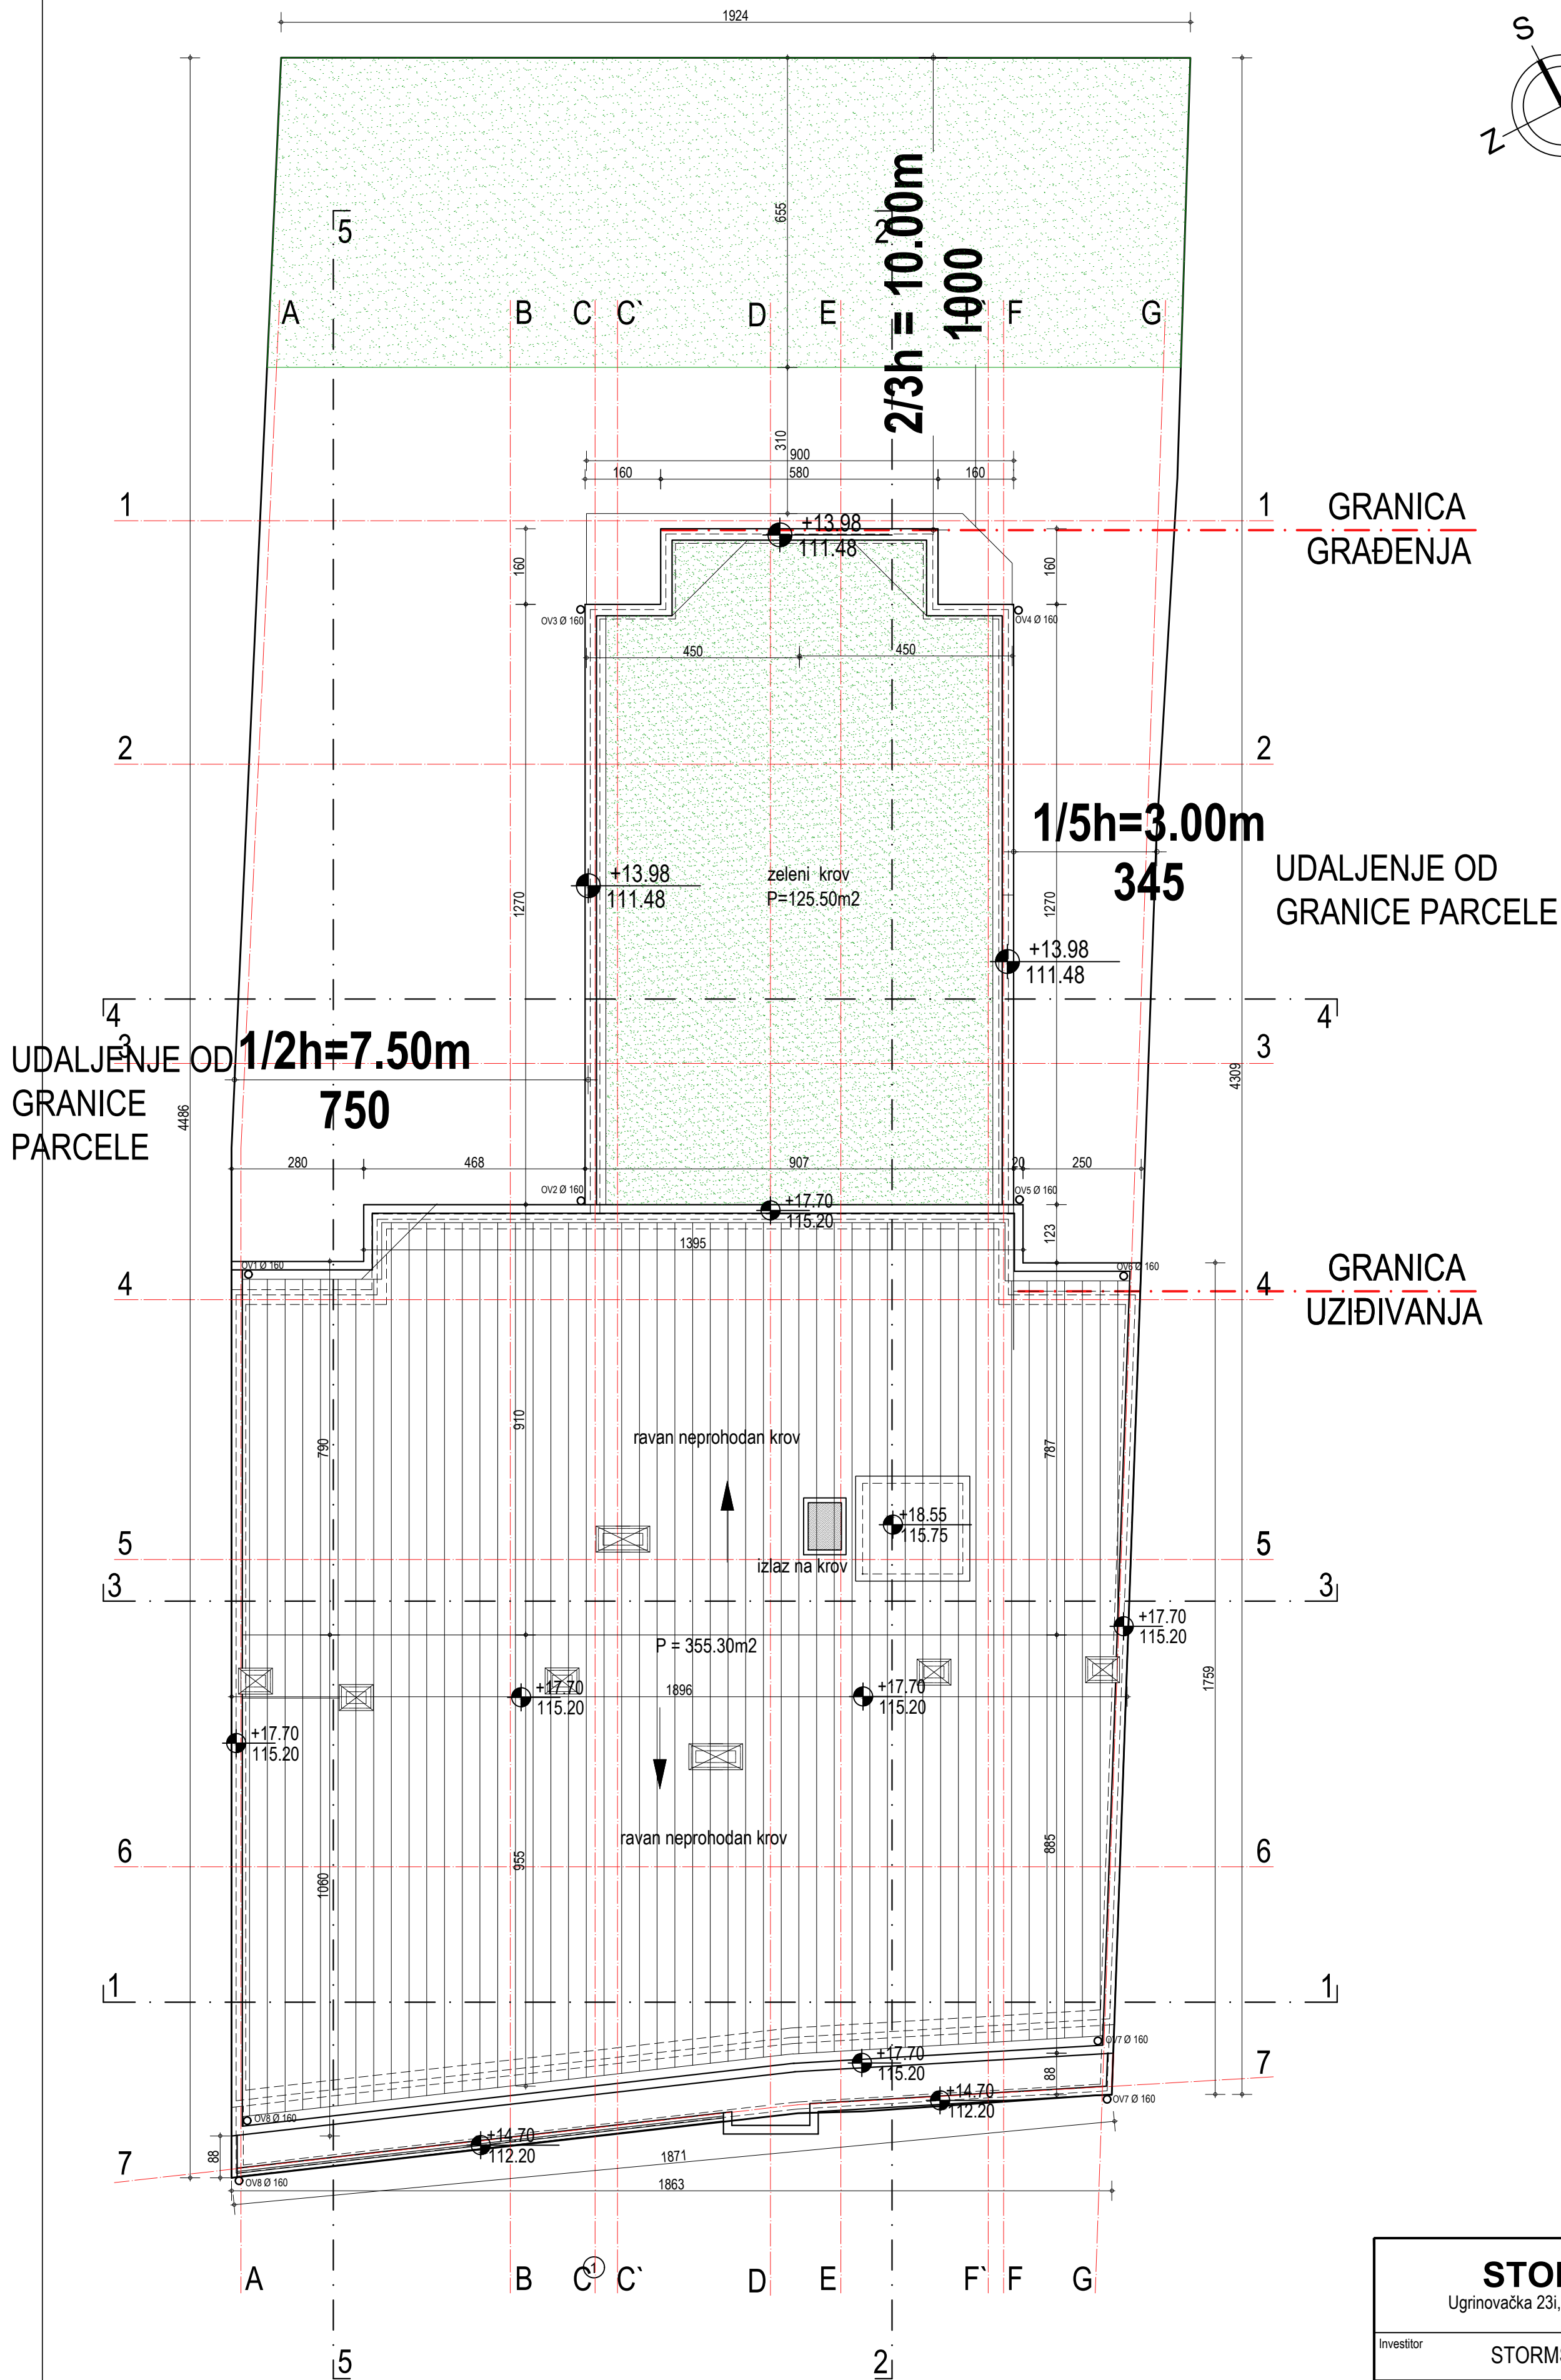 1924
S
Z
655
2/3h = 10.00m
1000
5
2
A
B
C
C`
D
E
F
G
310
900
160
580
160
1
1
GRANICA
GRAĐENJA
+13.98
111.48
160
160
OV3 Ø 160
OV4 Ø 160
450
450
2
2
1/5h=3.00m
345
UDALJENJE OD
GRANICE PARCELE
zeleni krov
P=125.50m2
+13.98
111.48
1270
1270
+13.98
111.48
4
4
3
3
UDALJENJE OD
GRANICE
PARCELE
1/2h=7.50m
750
4486
4309
280
468
907
20
250
OV2 Ø 160
OV5 Ø 160
+17.70
115.20
123
1395
OV1 Ø 160
OV6 Ø 160
4
4
GRANICA
UZIĐIVANJA
790
910
787
ravan neprohodan krov
+18.55
115.75
izlaz na krov
5
5
3
3
+17.70
115.20
P = 355.30m2
1759
+17.70
115.20
1896
+17.70
115.20
+17.70
115.20
ravan neprohodan krov
6
6
1060
955
885
1
1
OV7 Ø 160
+17.70
115.20
7
88
+14.70
112.20
OV7 Ø 160
OV8 Ø 160
+14.70
112.20
88
7
1871
OV8 Ø 160
1863
A
B
C
1
C`
D
E
F`
F
G
5
2
Ugrinovačka 23i,
Investitor